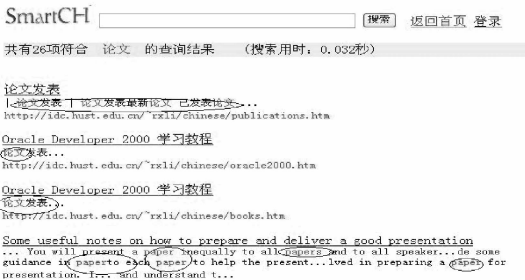 SmartCH 搜索 返回首页 登录
共有26项符合 论文 的查询结果 (搜索用时：0.032秒)
论文发表
| 论文发表 | 论文发表最新论文 已发表论文...
http://idc.hust.edu.cn/~rxli/chinese/publications.htm
Oracle Developer 2000 学习教程
论文发表...
http://idc.hust.edu.cn/~rxli/chinese/oracle2000.htm
Oracle Developer 2000 学习教程
论文发表...
http://idc.hust.edu.cn/~rxli/chinese/books.htm
Some useful notes on how to prepare and deliver a good presentation
... You will present a paper inequally to all papers and to all speaker...de some
guidance in paperto each paper to help the present...lved in preparing a paper for
presentation. I... and understand t...